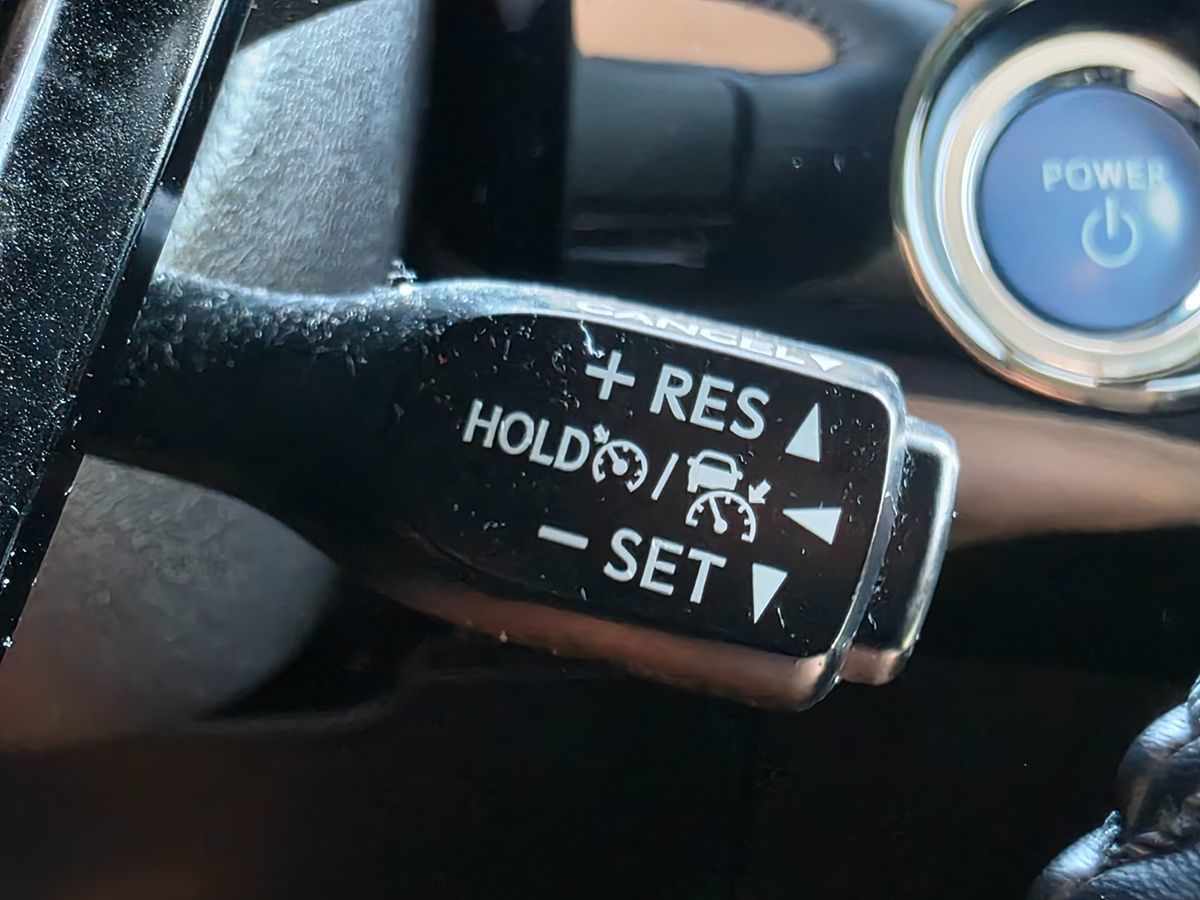 POWER
CANCEL
+ RES
HOLD /
- SET